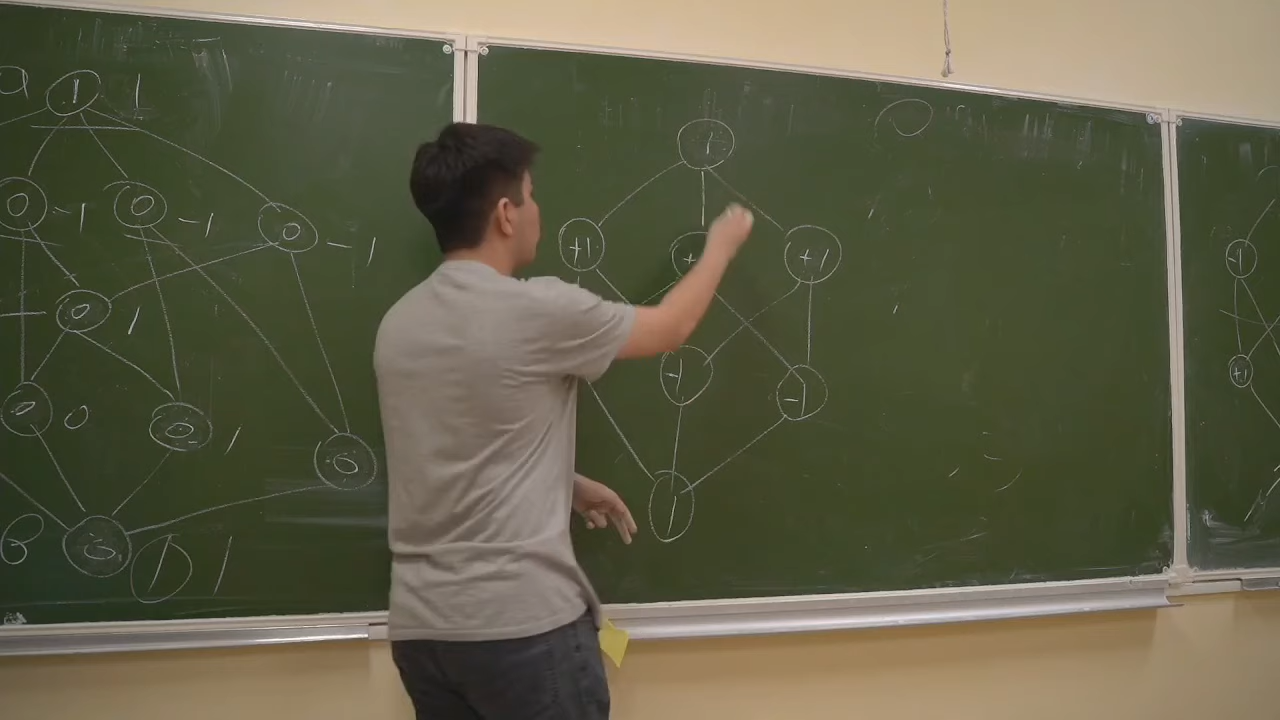 1 1
0 -1 0 -1 0 -1
0 1
0 0 0 1
0
B 0 1 1
-1
+1 + +1
-1 -1
1
-1
+1